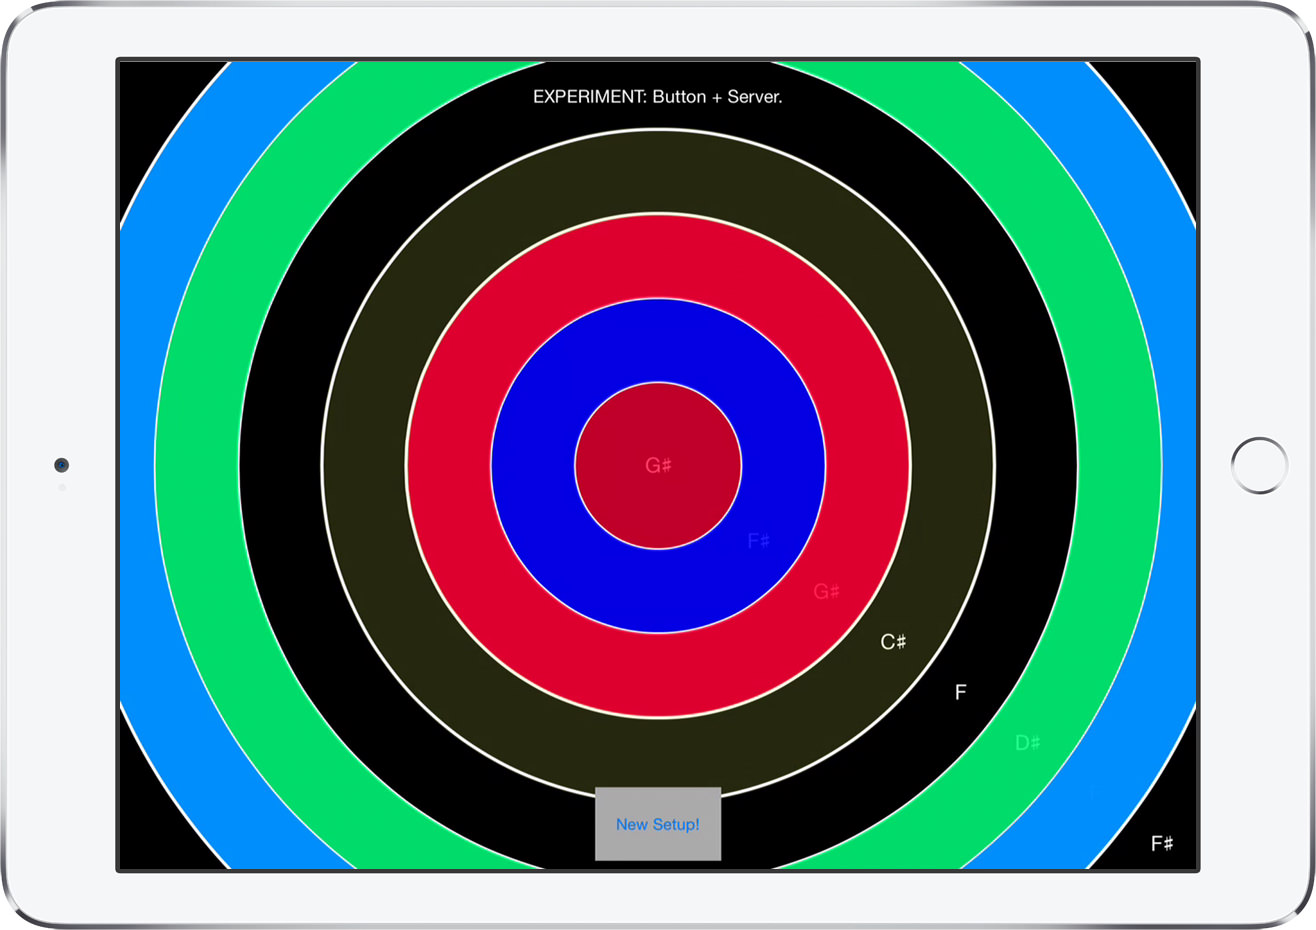 EXPERIMENT: Button + Server.
G♯
F♯
G♯
C♯
F
D♯
New Setup!
F♯